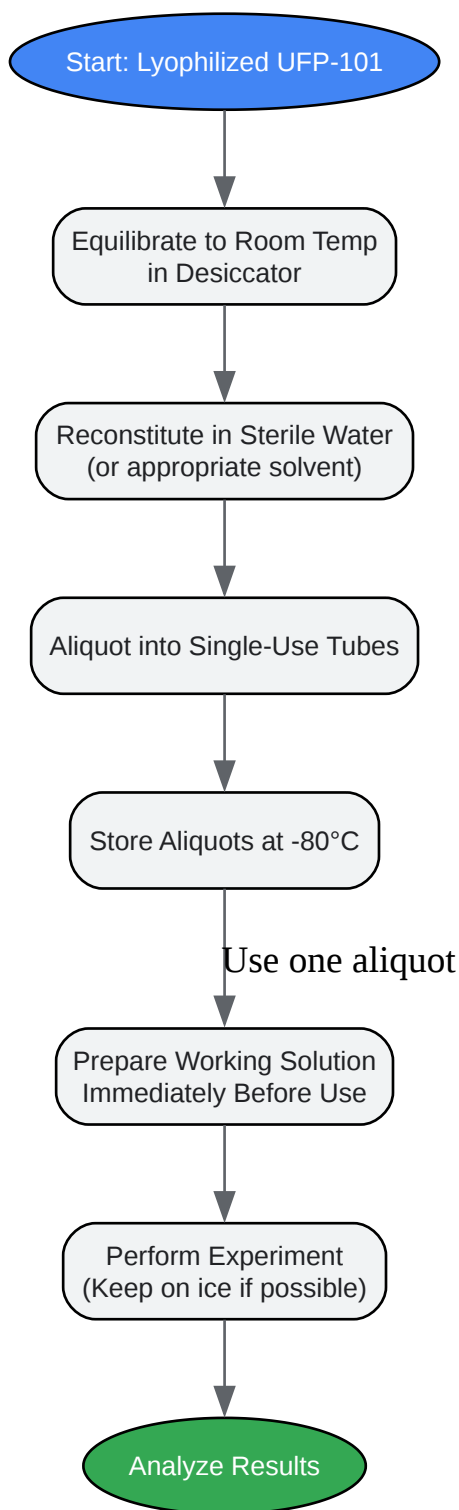 Start: Lyophilized UFP-101
Equilibrate to Room Temp
in Desiccator
Reconstitute in Sterile Water
(or appropriate solvent)
Aliquot into Single-Use Tubes
Store Aliquots at -80°C
Use one aliquot
Prepare Working Solution
Immediately Before Use
Perform Experiment
(Keep on ice if possible)
Analyze Results